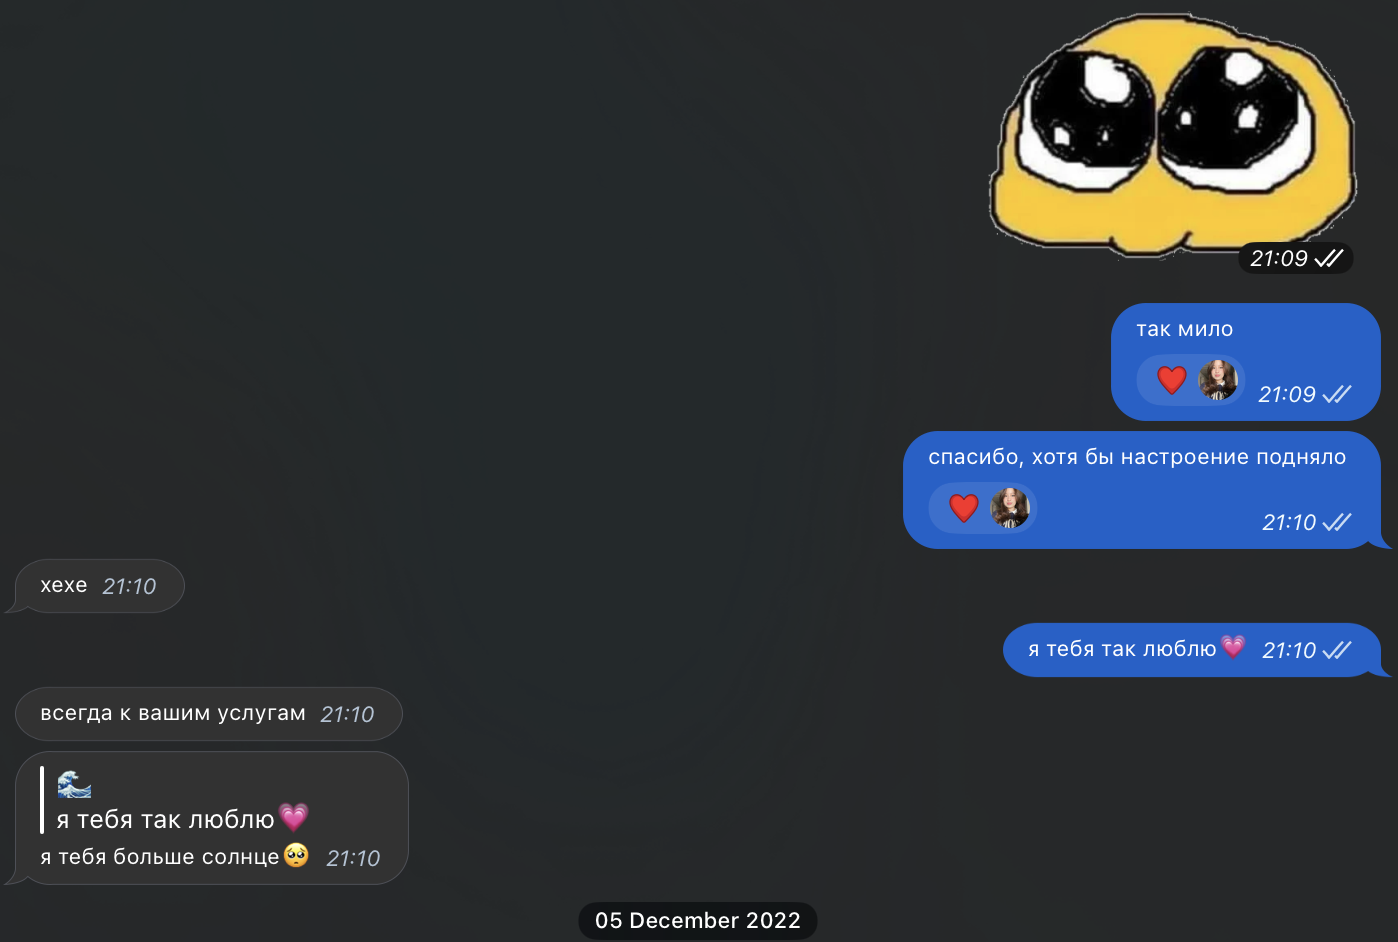 21:09
так мило
21:09
спасибо, хотя бы настроение подняло
21:10
хехе 21:10
я тебя так люблю💗 21:10
всегда к вашим услугам 21:10
🌊
я тебя так люблю💗
я тебя больше солнце🥺 21:10
05 December 2022